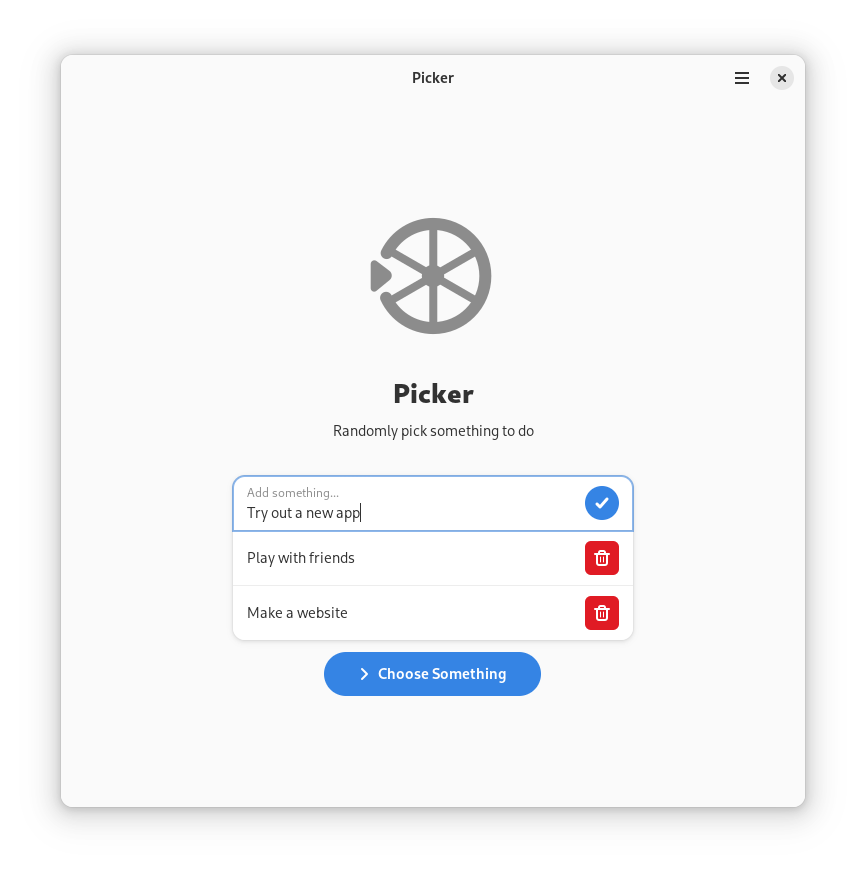 Picker
Picker
Randomly pick something to do
Add something...
Try out a new app
Play with friends
Make a website
Choose Something